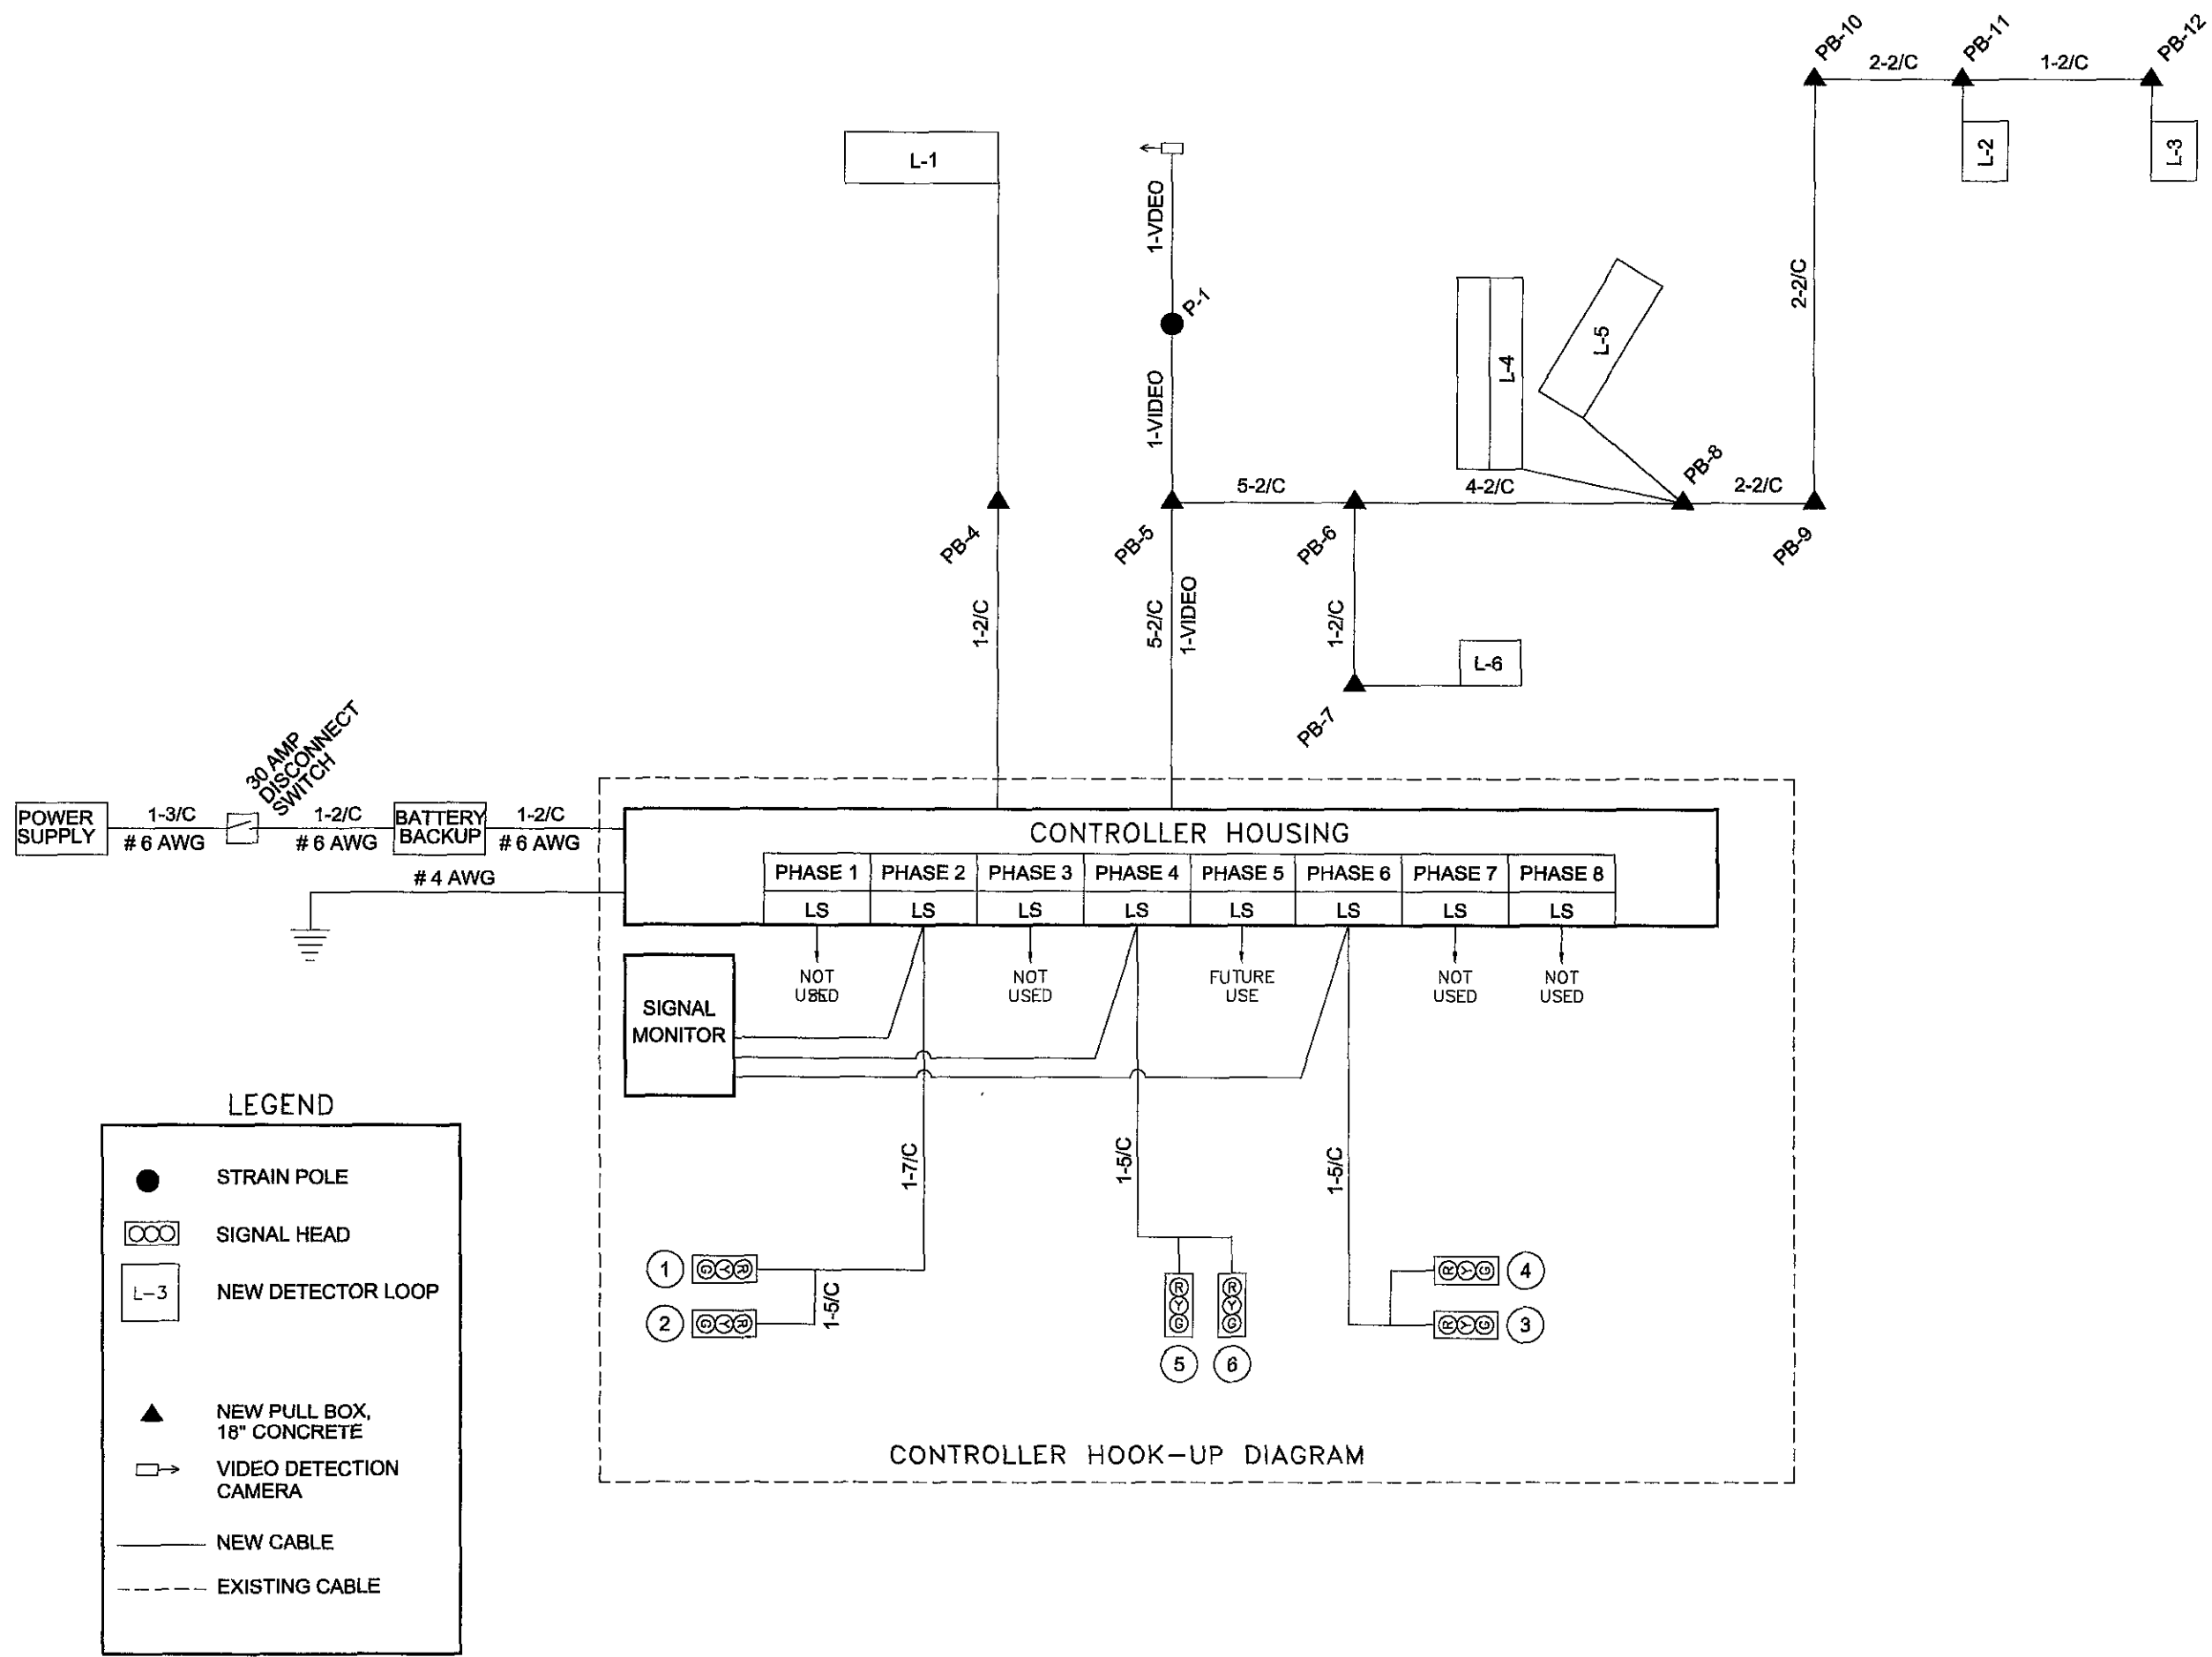 PB-10
2-2/C
PB-11
1-2/C
PB-12
L-1
L-2
L-3
1-VDEO
P-1
2-2/C
L-4
L-5
1-VIDEO
PB-8
5-2/C
4-2/C
2-2/C
PB-4
PB-5
PB-6
PB-9
1-2/C
5-2/C
1-VIDEO
1-2/C
L-6
PB-7
30 AMP
DISCONNECT
SWITCH
POWER
SUPPLY
1-3/C
# 6 AWG
1-2/C
# 6 AWG
BATTERY
BACKUP
1-2/C
# 6 AWG
# 4 AWG
CONTROLLER HOUSING
PHASE 1 PHASE 2 PHASE 3 PHASE 4 PHASE 5 PHASE 6 PHASE 7 PHASE 8
LS LS LS LS LS LS LS LS
NOT
USED
NOT
USED
FUTURE
USE
NOT
USED
NOT
USED
SIGNAL
MONITOR
1-7/C
1-5/C
1-5/C
1 G Y R
2 G Y R
1-5/C
R Y G
5
R Y G
6
R Y G 4
R Y G 3
CONTROLLER HOOK-UP DIAGRAM
LEGEND
STRAIN POLE
SIGNAL HEAD
L-3
NEW DETECTOR LOOP
NEW PULL BOX,
18" CONCRETE
VIDEO DETECTION
CAMERA
NEW CABLE
EXISTING CABLE